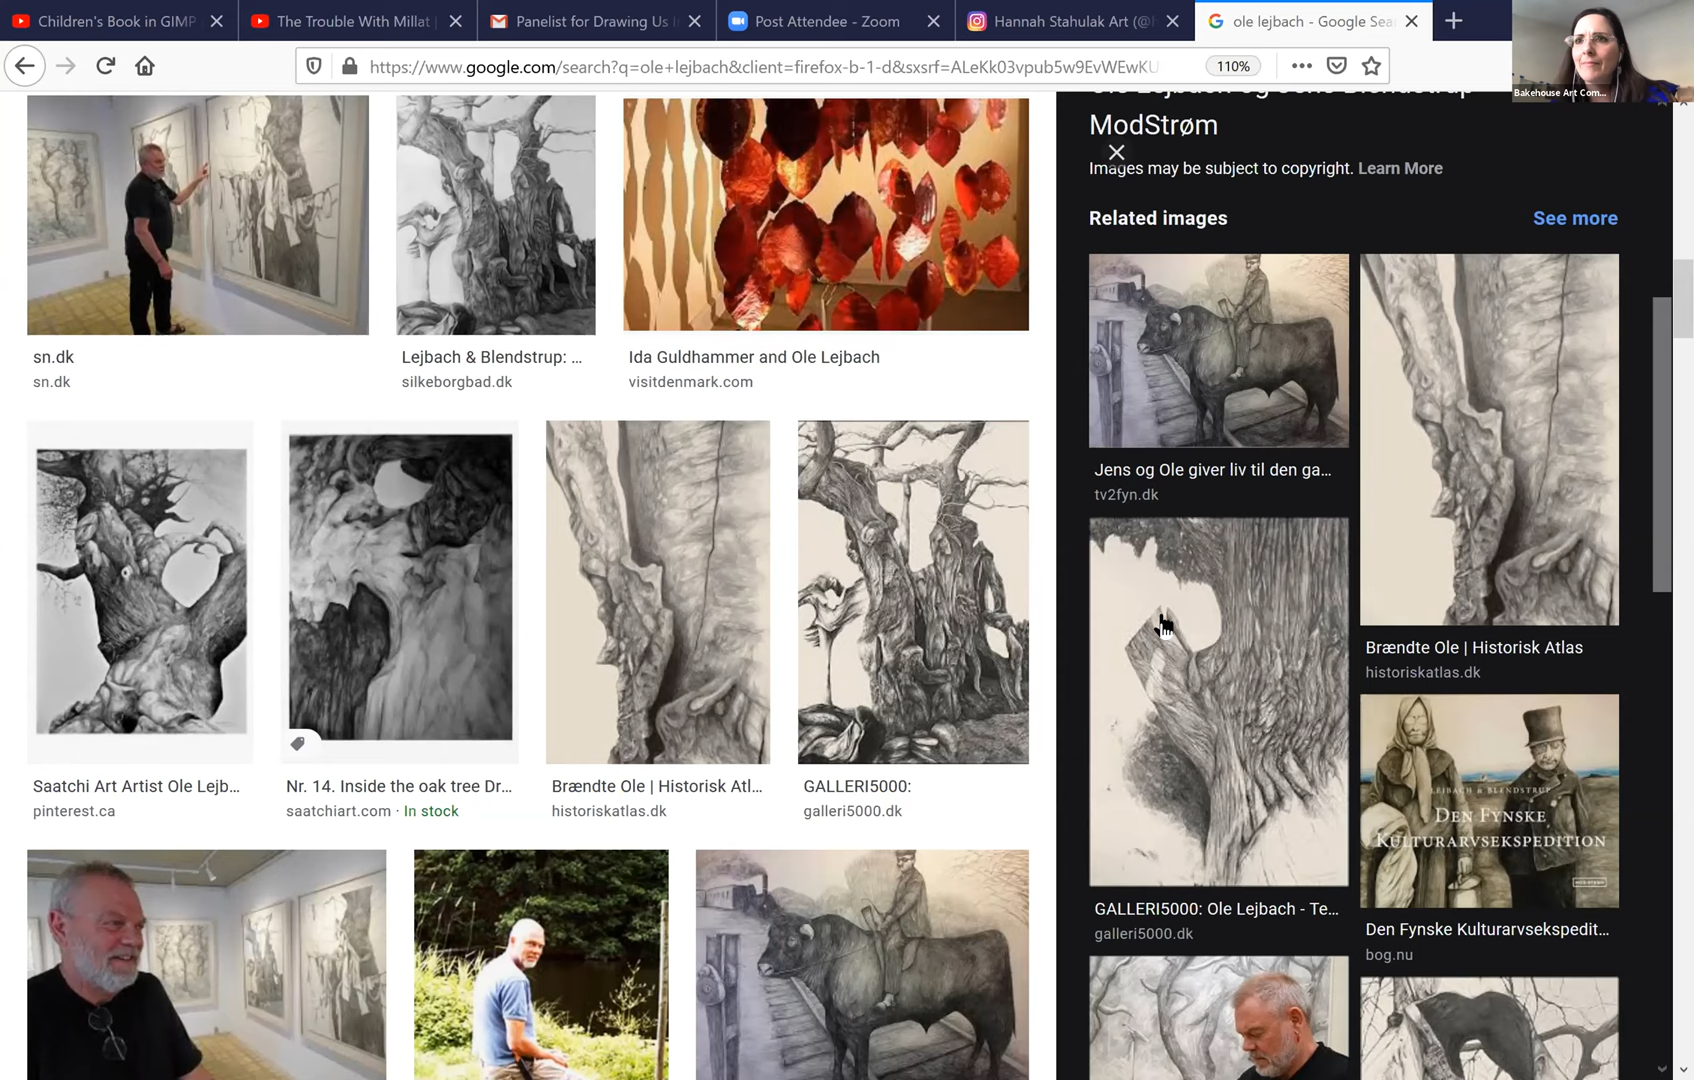 Children's Book in GIMP
The Trouble With Millat
Panelist for Drawing Us I
Post Attendee - Zoom
Hannah Stahulak Art (@h
ole lejbach - Google Sea
https://www.google.com/search?q=ole+lejbach&client=firefox-b-1-d&sxsrf=ALeKk03vpub5w9EvWEwKU
110%
Bakehouse Art Com...
Ole Lejbach og Jens Blendstrup
ModStrøm
Images may be subject to copyright. Learn More
Related images
See more
sn.dk
sn.dk
Lejbach & Blendstrup: ...
silkeborgbad.dk
Ida Guldhammer and Ole Lejbach
visitdenmark.com
Jens og Ole giver liv til den ga...
tv2fyn.dk
Brændte Ole | Historisk Atlas
historiskatlas.dk
Saatchi Art Artist Ole Lejb...
pinterest.ca
Nr. 14. Inside the oak tree Dr...
saatchiart.com · In stock
Brændte Ole | Historisk Atl...
historiskatlas.dk
GALLERI5000:
galleri5000.dk
LEJBACH & BLENDSTRUP
DEN FYNSKE
KULTURARVSEKSPEDITION
GALLERI5000: Ole Lejbach - Te...
galleri5000.dk
Den Fynske Kulturarvsekspedit...
bog.nu